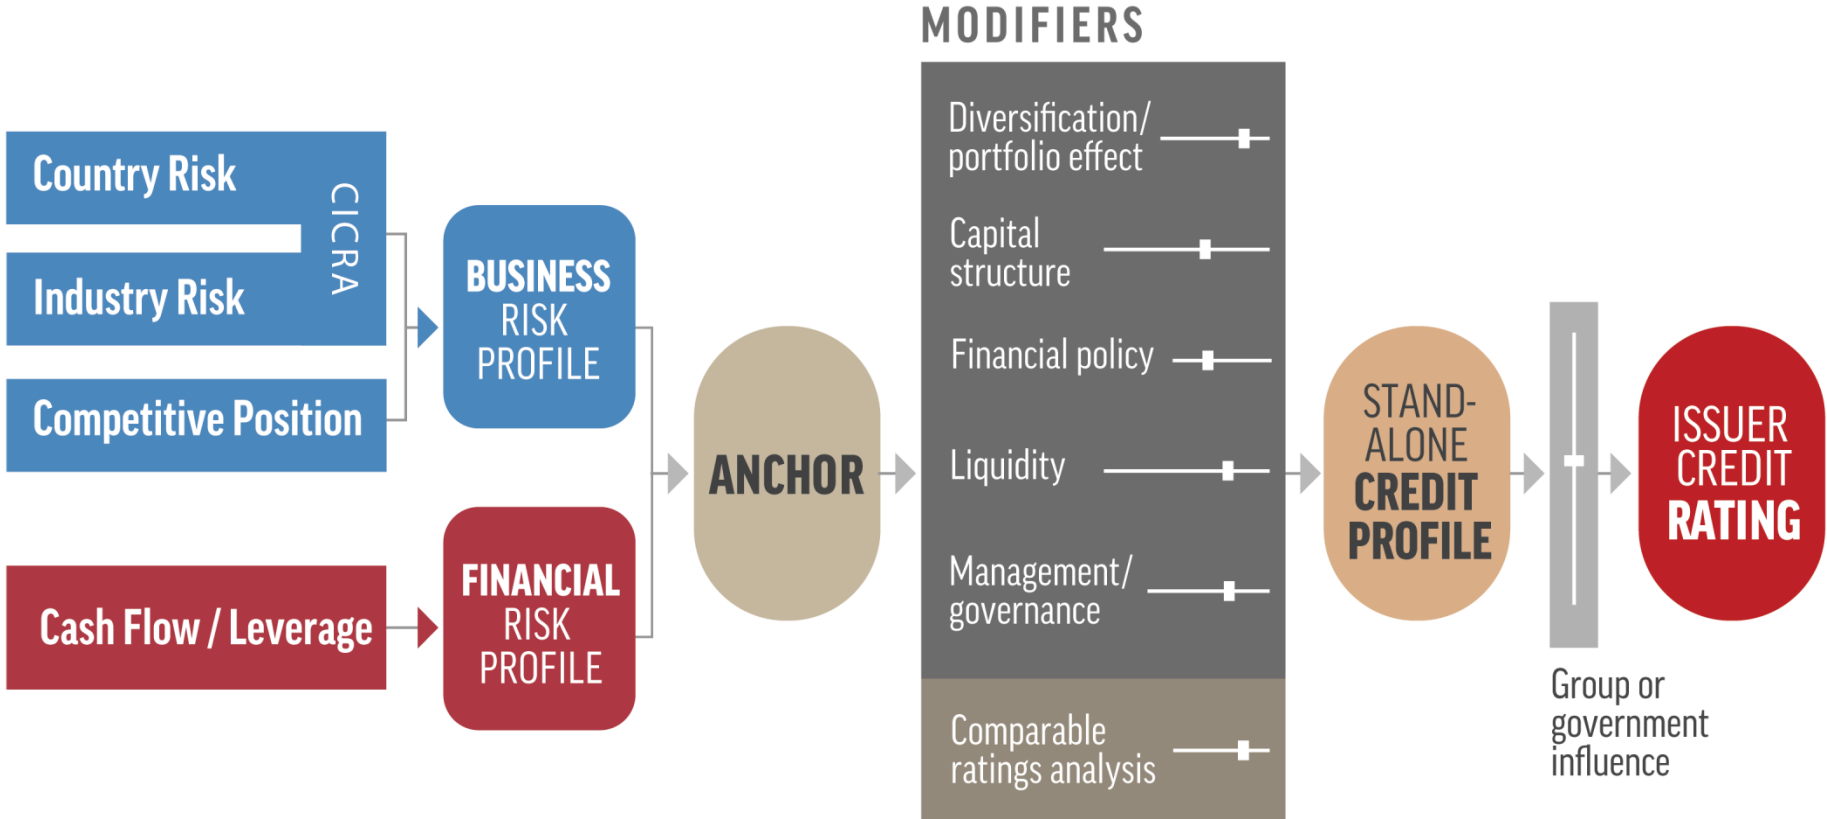 MODIFIERS
Country Risk
Industry Risk
CICRA
Competitive Position
Cash Flow / Leverage
BUSINESS
RISK
PROFILE
FINANCIAL
RISK
PROFILE
ANCHOR
Diversification/
portfolio effect
Capital
structure
Financial policy
Liquidity
Management/
governance
Comparable
ratings analysis
STAND-
ALONE
CREDIT
PROFILE
Group or
government
influence
ISSUER
CREDIT
RATING